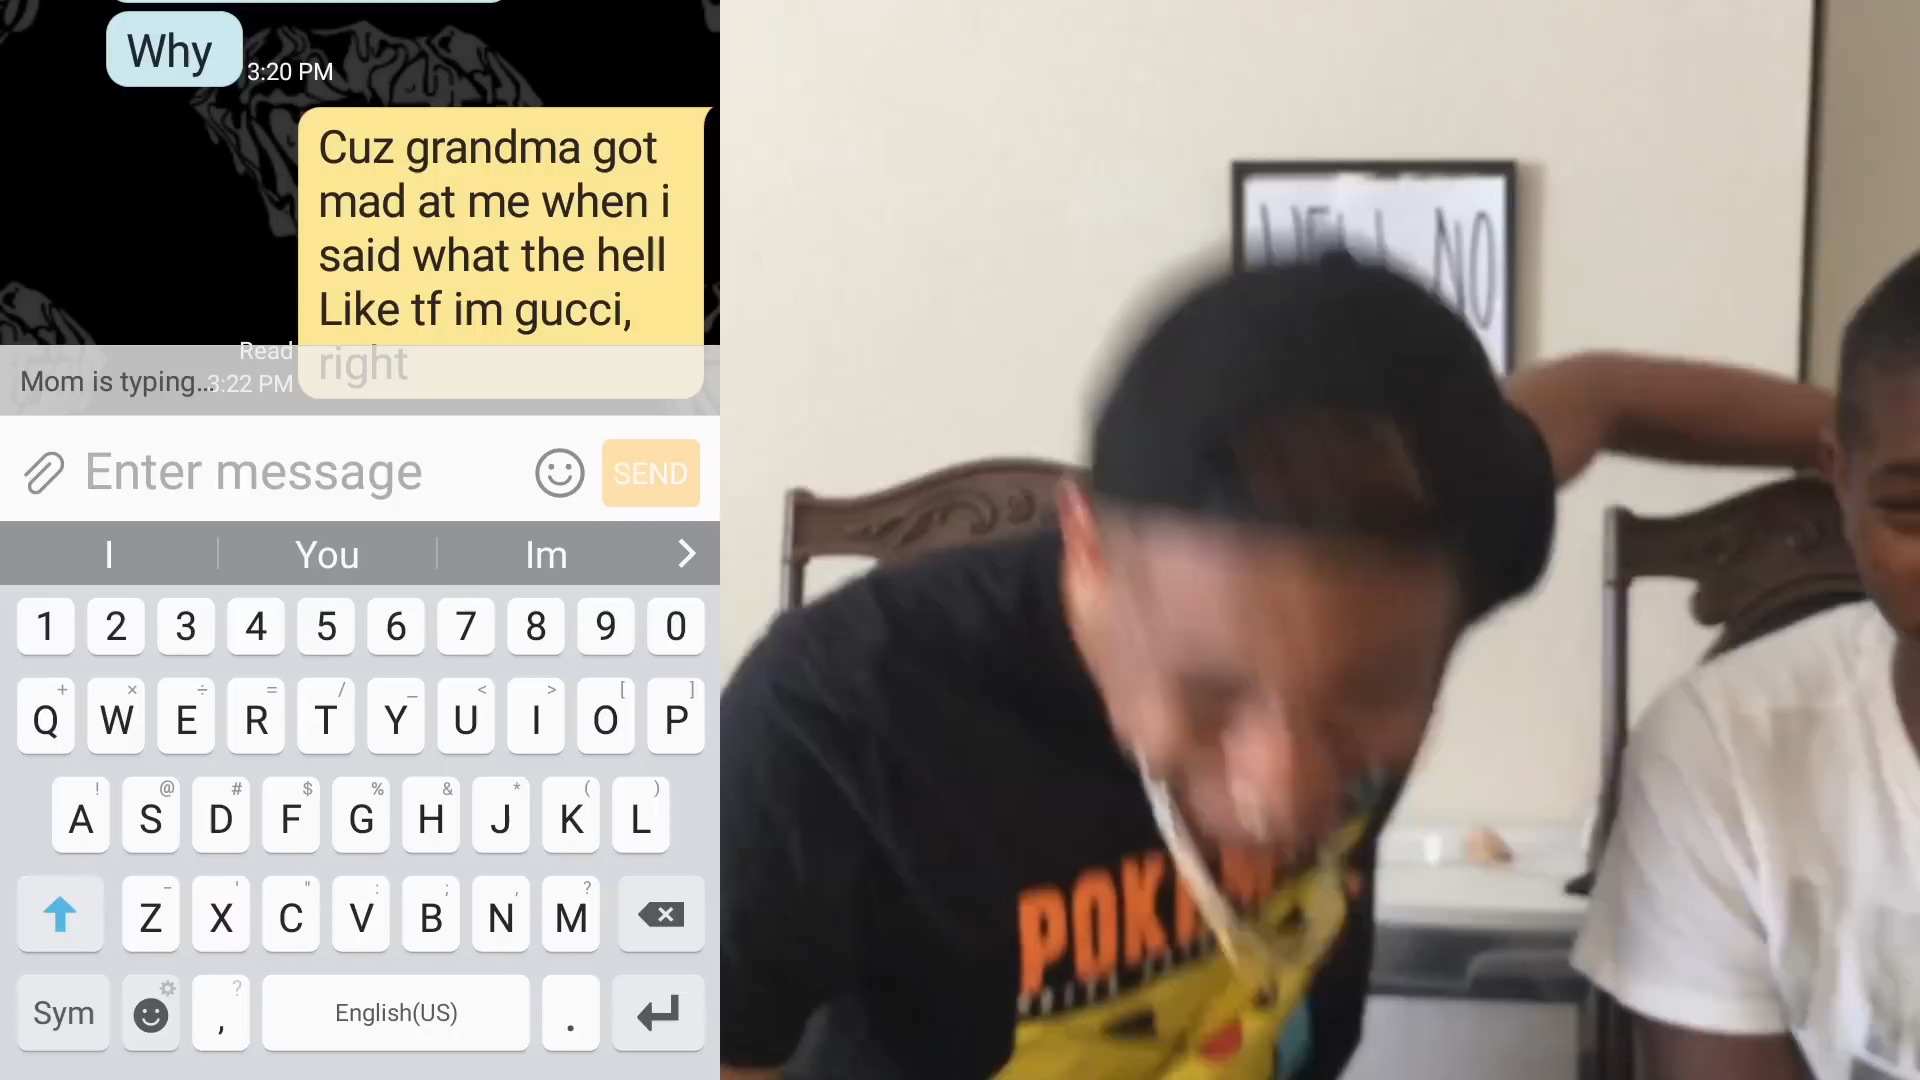 Why
3:20 PM
Cuz grandma got
mad at me when i
said what the hell
Like tf im gucci,
right
Read
3:22 PM
Mom is typing...
Enter message
SEND
I You Im
1 2 3 4 5 6 7 8 9 0
+ × ÷ = / _ < > [ ]
Q W E R T Y U I O P
! @ # $ % & * ( )
A S D F G H J K L
- ' " : ; , ?
Z X C V B N M
Sym , ? English(US) .
HELL NO